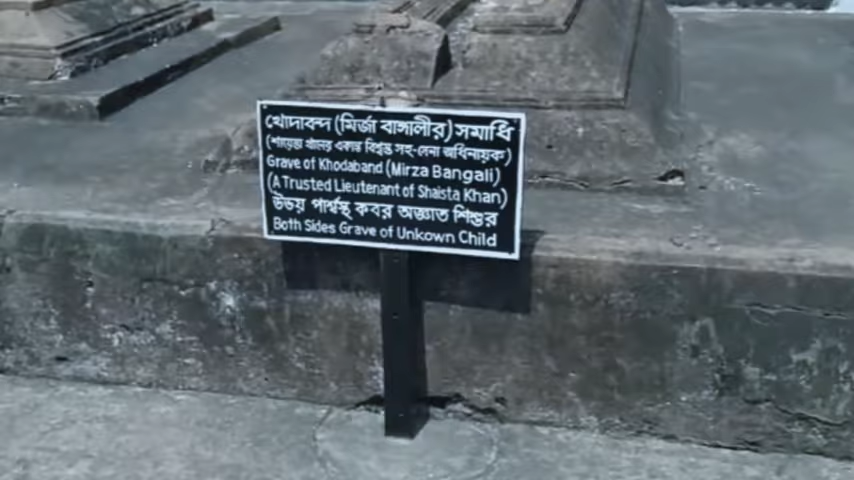 খোদাবন্দ (মির্জা বাঙ্গালীর) সমাধি
(শায়েস্তা খাঁনের একান্ত বিশ্বস্ত সহ-সেনা অধিনায়ক)
Grave of Khodaband (Mirza Bangali)
(A Trusted Lieutenant of Shaista Khan)
উভয় পার্শ্বস্থ কবর অজ্ঞাত শিশুর
Both Sides Grave of Unkown Child